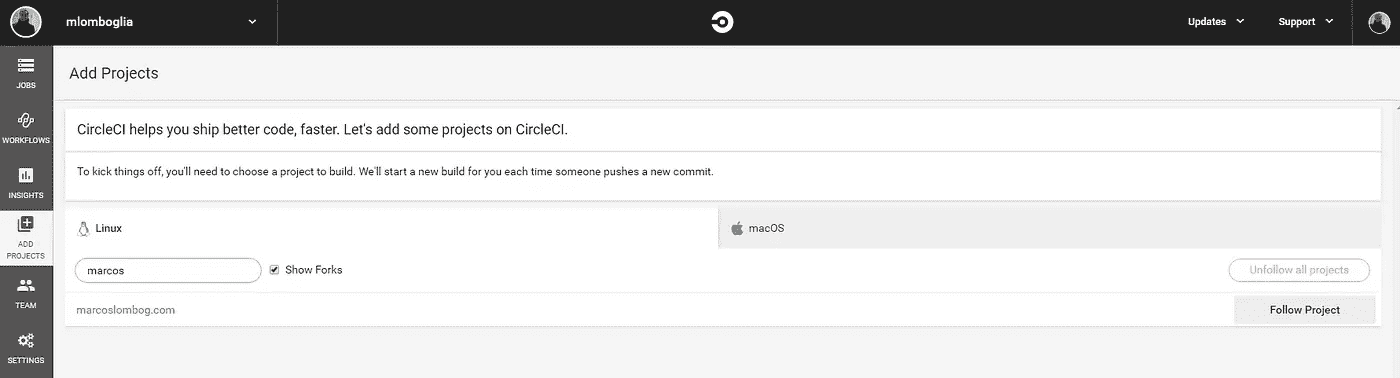 mlomboglia
Updates
Support
JOBS
WORKFLOWS
INSIGHTS
ADD
PROJECTS
TEAM
SETTINGS
Add Projects
CircleCI helps you ship better code, faster. Let's add some projects on CircleCI.
To kick things off, you'll need to choose a project to build. We'll start a new build for you each time someone pushes a new commit.
Linux
macOS
marcos
Show Forks
Unfollow all projects
marcoslombog.com
Follow Project